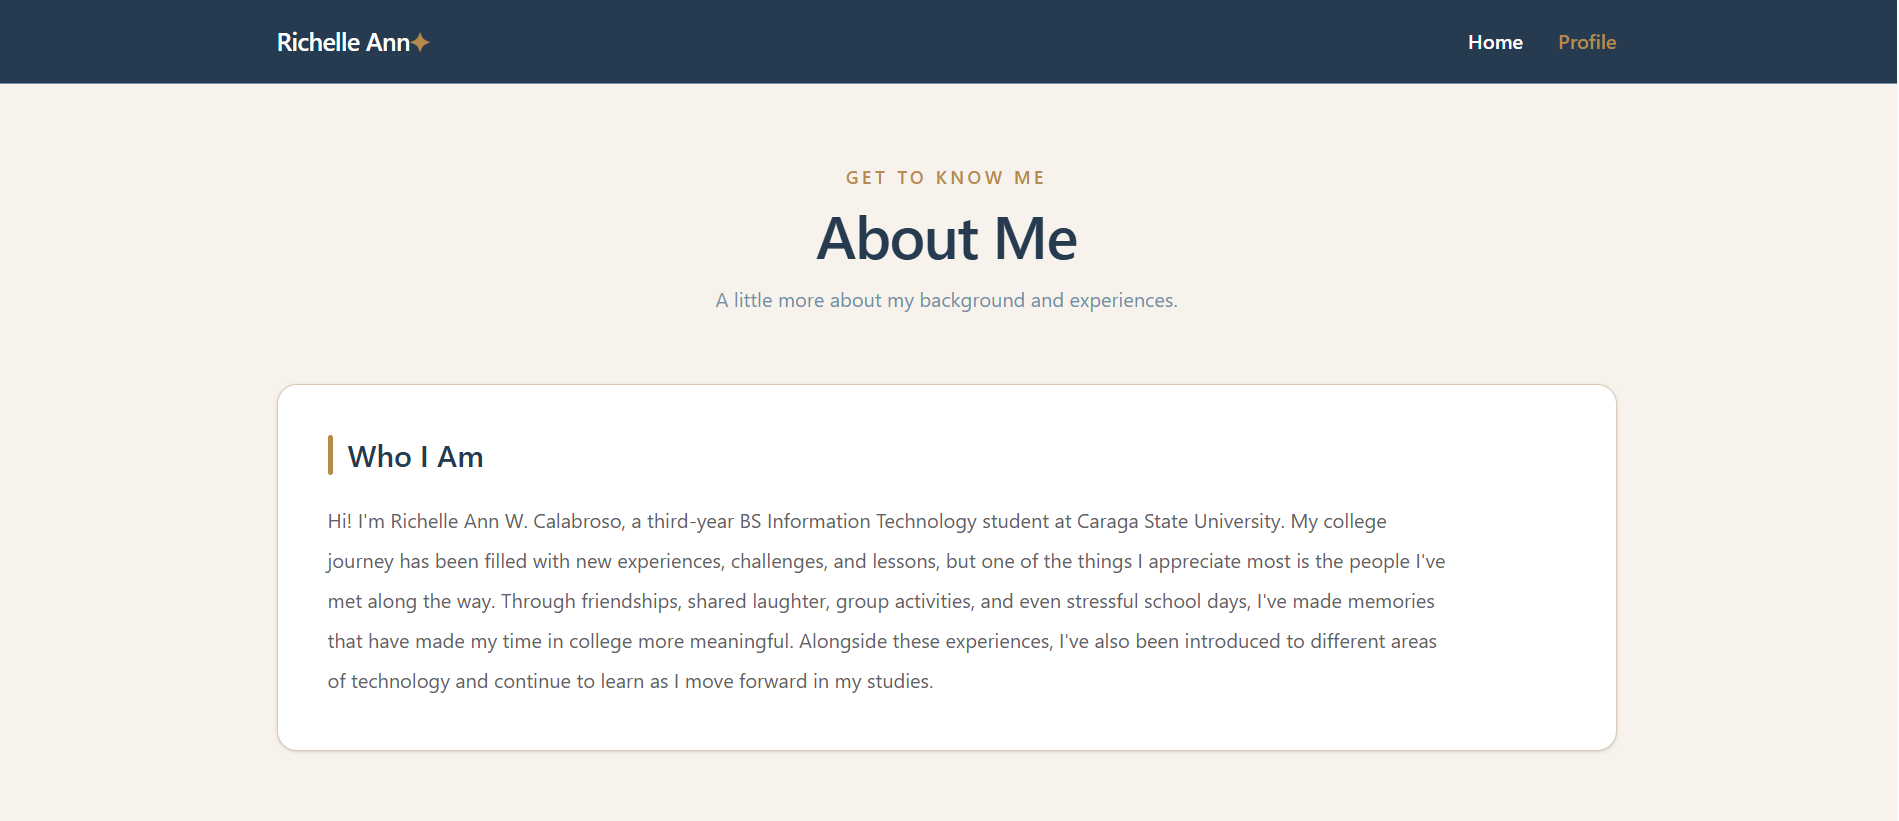 Richelle Ann✦
Home Profile
GET TO KNOW ME
About Me
A little more about my background and experiences.
Who I Am
Hi! I'm Richelle Ann W. Calabroso, a third-year BS Information Technology student at Caraga State University. My college
journey has been filled with new experiences, challenges, and lessons, but one of the things I appreciate most is the people I've
met along the way. Through friendships, shared laughter, group activities, and even stressful school days, I've made memories
that have made my time in college more meaningful. Alongside these experiences, I've also been introduced to different areas
of technology and continue to learn as I move forward in my studies.